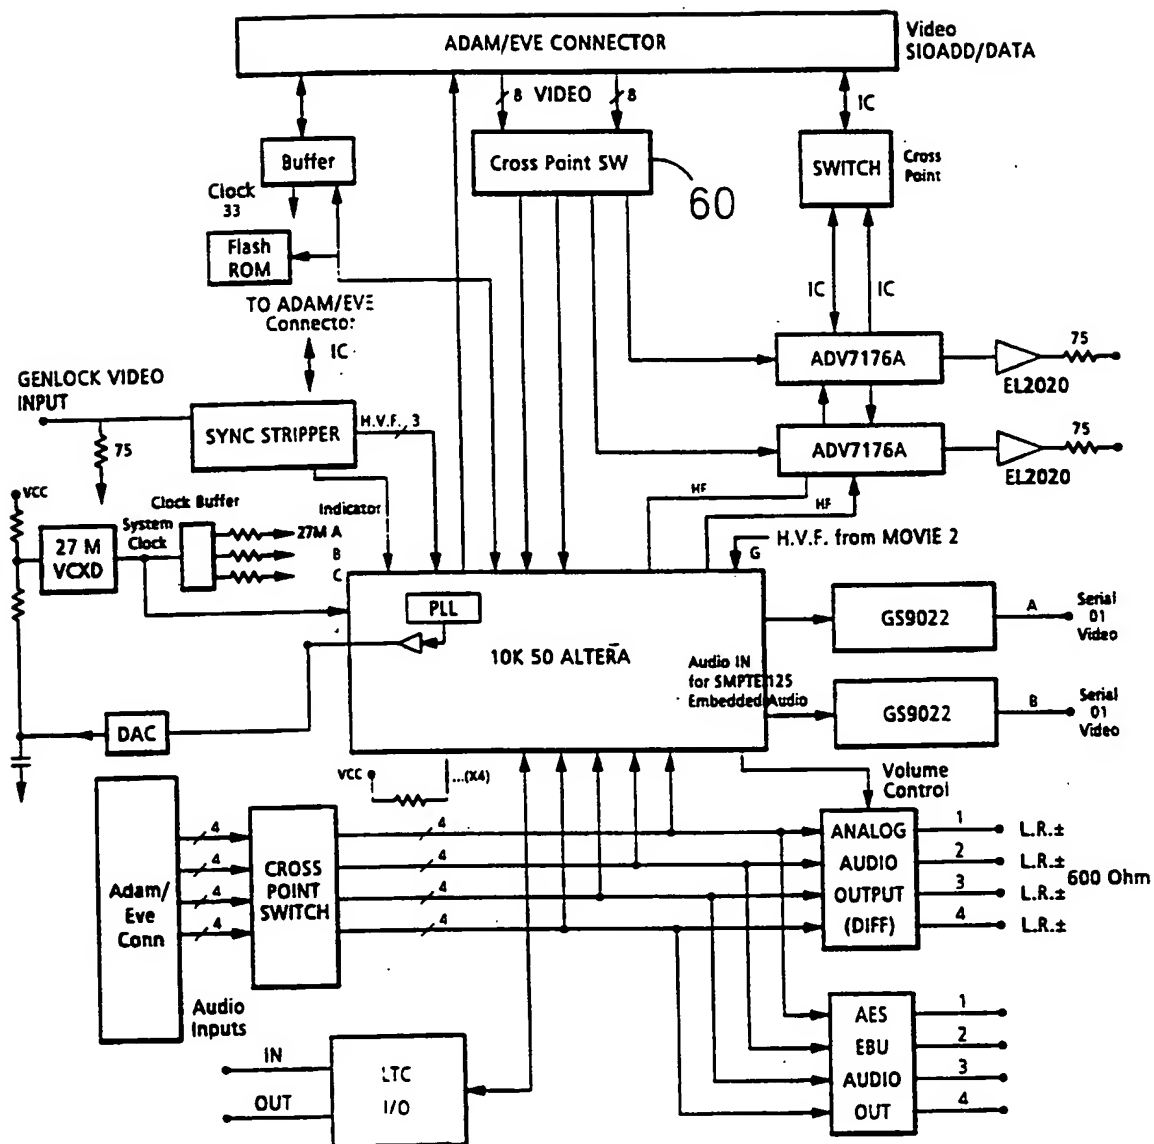 ADAM/EVE CONNECTOR
Video
SIOADD/DATA
8 VIDEO 8
IC
Buffer
Cross Point SW
60
SWITCH
Cross
Point
Clock
33
Flash
ROM
TO ADAM/EVE
Connector
IC
IC IC
ADV7176A
75
EL2020
GENLOCK VIDEO
INPUT
SYNC STRIPPER
H.V.F. 3
75
ADV7176A
75
EL2020
HF
HF
VCC
27 M
VCXD
System
Clock
Clock Buffer
Indicator
27M A
B
C
H.V.F. from MOVIE 2
G
PLL
10K 50 ALTERA
Audio IN
for SMPTE 125
Embedded Audio
GS9022
A
Serial
01
Video
GS9022
B
Serial
01
Video
DAC
VCC
...(X4)
Volume
Control
Adam/
Eve
Conn
4
4
4
4
CROSS
POINT
SWITCH
4
4
4
4
ANALOG
AUDIO
OUTPUT
(DIFF)
1 L.R.±
2 L.R.±
3 L.R.±
4 L.R.±
600 Ohm
Audio
Inputs
IN
OUT
LTC
I/O
AES
EBU
AUDIO
OUT
1
2
3
4